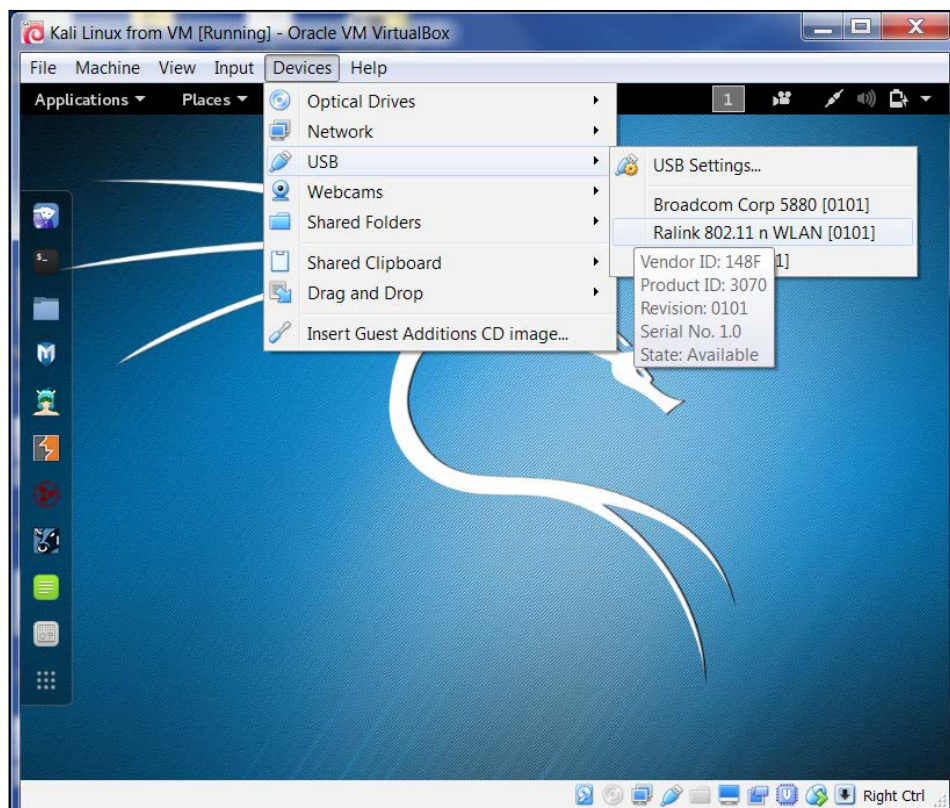 Kali Linux from VM [Running] - Oracle VM VirtualBox
File Machine View Input Devices Help
Applications Places 1
Optical Drives
Network
USB
Webcams
Shared Folders
Shared Clipboard
Drag and Drop
Insert Guest Additions CD image...
USB Settings...
Broadcom Corp 5880 [0101]
Ralink 802.11 n WLAN [0101]
1]
Vendor ID: 148F
Product ID: 3070
Revision: 0101
Serial No. 1.0
State: Available
Right Ctrl